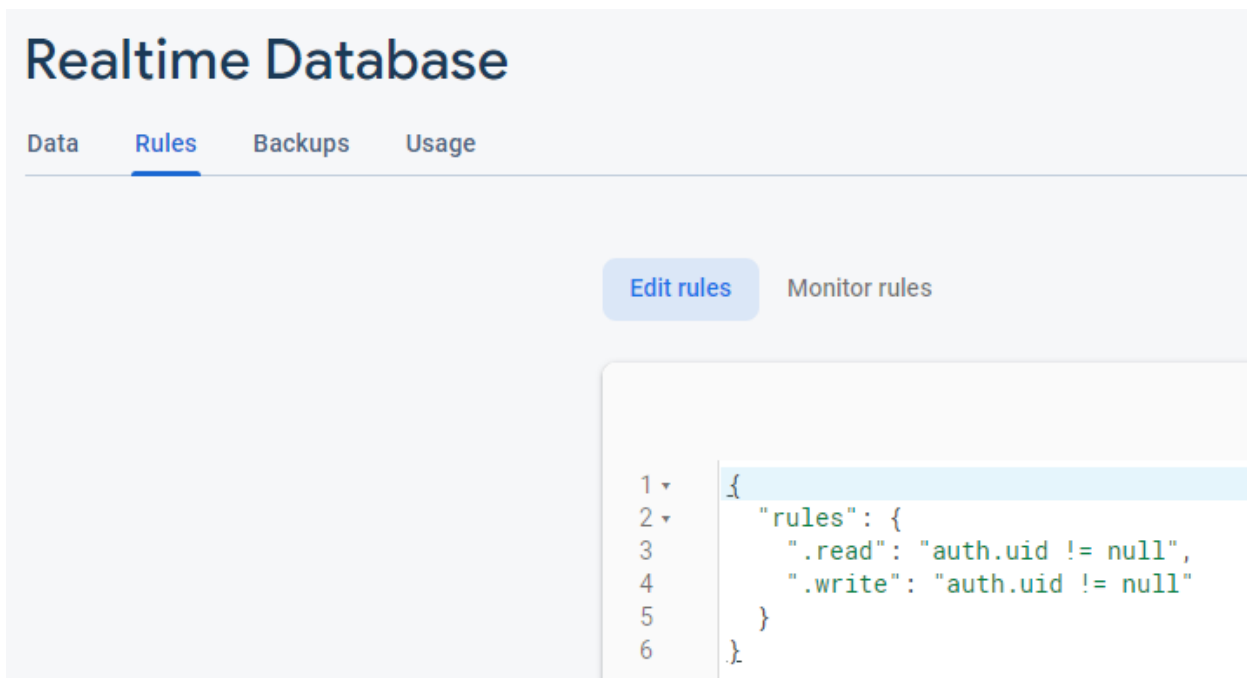 Realtime Database
Data Rules Backups Usage
Edit rules Monitor rules
1 {
2 "rules": {
3 ".read": "auth.uid != null",
4 ".write": "auth.uid != null"
5 }
6 }